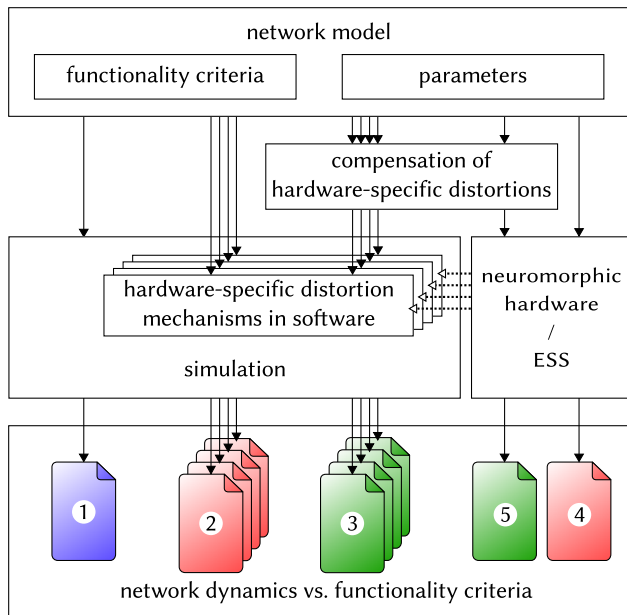 network model
functionality criteria
parameters
compensation of
hardware-specific distortions
hardware-specific distortion
mechanisms in software
simulation
neuromorphic
hardware
/
ESS
1
2
3
5
4
network dynamics vs. functionality criteria